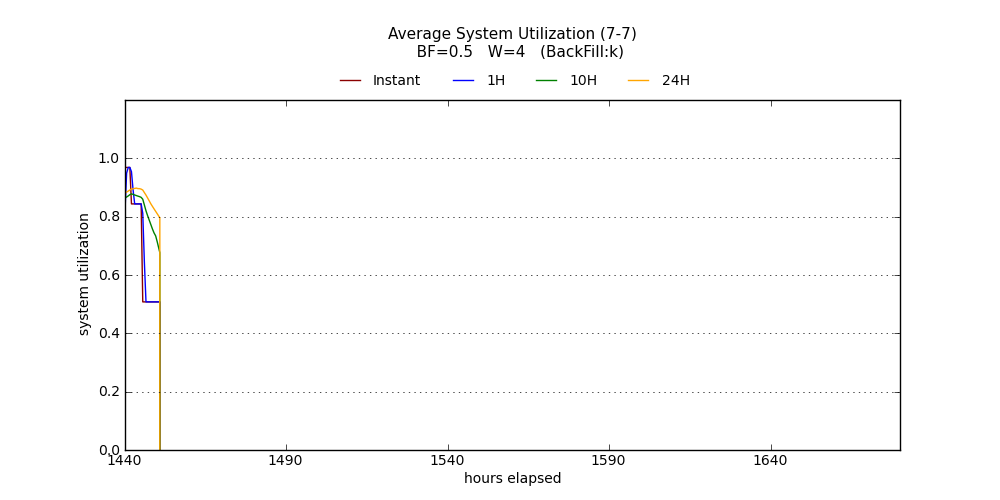 Average System Utilization (7-7)
BF=0.5 W=4 (BackFill:k)
Instant 1H 10H 24H
1.0
0.8
0.6
0.4
0.2
0.0
system utilization
1440 1490 1540 1590 1640
hours elapsed